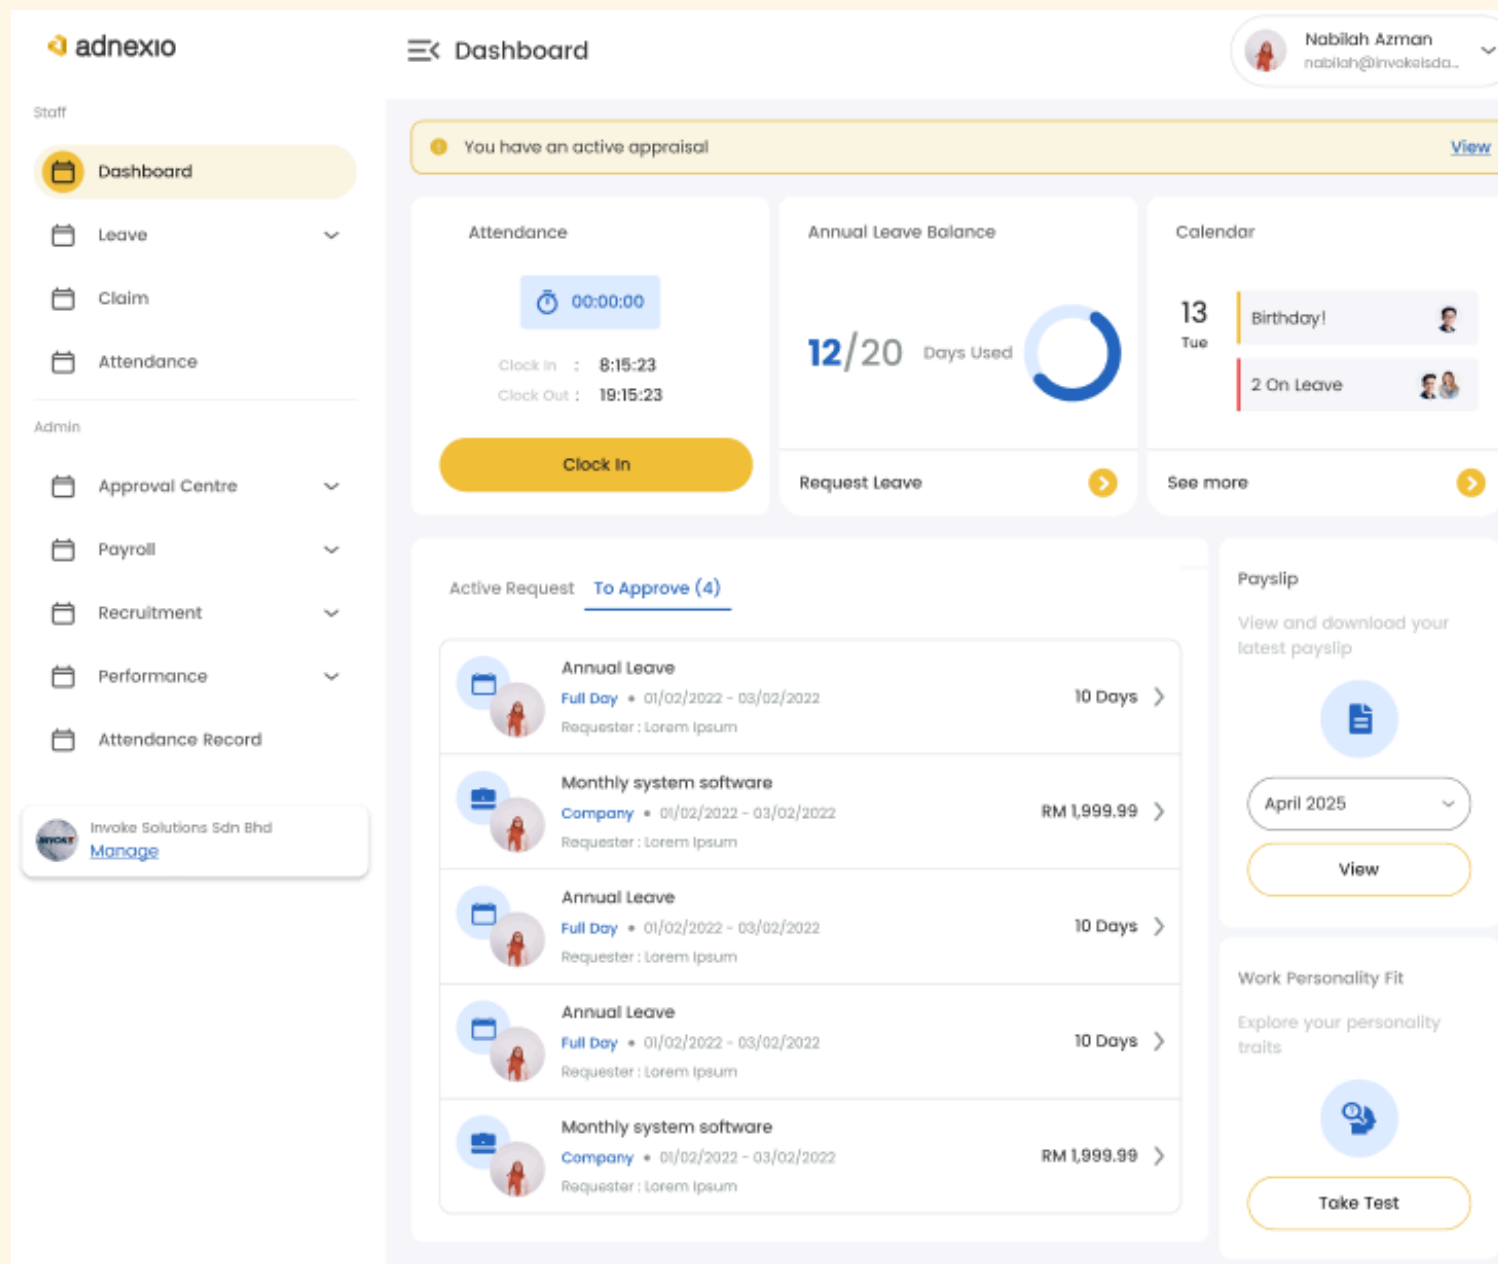 adnexio
Staff
Dashboard
Leave
Claim
Attendance
Admin
Approval Centre
Payroll
Recruitment
Performance
Attendance Record
Invoke Solutions Sdn Bhd
Manage
Dashboard
Nabilah Azman
nabilah@invokeisda...
You have an active appraisal
View
Attendance
00:00:00
Clock In : 8:15:23
Clock Out : 19:15:23
Clock In
Annual Leave Balance
12/20 Days Used
Request Leave
Calendar
13
Tue
Birthday!
2 On Leave
See more
Active Request
To Approve (4)
Annual Leave
Full Day • 01/02/2022 - 03/02/2022
Requester : Lorem Ipsum
10 Days
Monthly system software
Company • 01/02/2022 - 03/02/2022
Requester : Lorem Ipsum
RM 1,999.99
Annual Leave
Full Day • 01/02/2022 - 03/02/2022
Requester : Lorem Ipsum
10 Days
Annual Leave
Full Day • 01/02/2022 - 03/02/2022
Requester : Lorem Ipsum
10 Days
Monthly system software
Company • 01/02/2022 - 03/02/2022
Requester : Lorem Ipsum
RM 1,999.99
Payslip
View and download your
latest payslip
April 2025
View
Work Personality Fit
Explore your personality
traits
Take Test